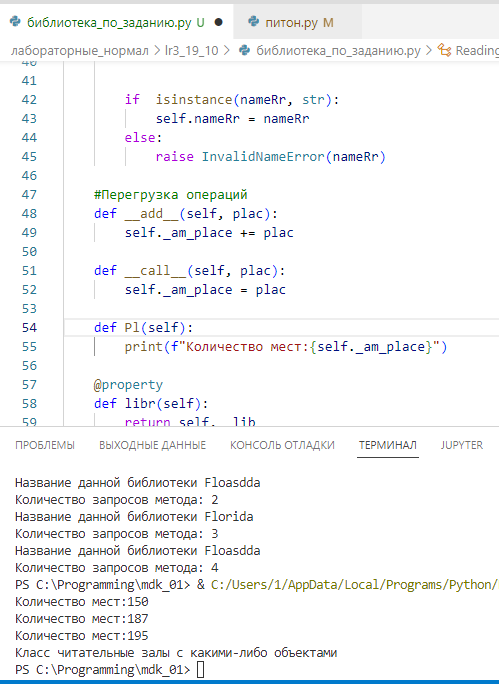 библиотека_по_заданию.py U ● питон.py M
лабораторные_нормал > lr3_19_10 > библиотека_по_заданию.py > Reading
40
41
42 if isinstance(nameRr, str):
43 self.nameRr = nameRr
44 else:
45 raise InvalidNameError(nameRr)
46
47 #Перегрузка операций
48 def __add__(self, plac):
49 self._am_place += plac
50
51 def __call__(self, plac):
52 self._am_place = plac
53
54 def Pl(self):
55 print(f"Количество мест:{self._am_place}")
56
57 @property
58 def libr(self):
59 return self.__lib
ПРОБЛЕМЫ ВЫХОДНЫЕ ДАННЫЕ КОНСОЛЬ ОТЛАДКИ ТЕРМИНАЛ JUPYTER
Название данной библиотеки Floasdda
Количество запросов метода: 2
Название данной библиотеки Florida
Количество запросов метода: 3
Название данной библиотеки Floasdda
Количество запросов метода: 4
PS C:\Programming\mdk_01> & C:/Users/1/AppData/Local/Programs/Python/
Количество мест:150
Количество мест:187
Количество мест:195
Класс читательные залы с какими-либо объектами
PS C:\Programming\mdk_01>